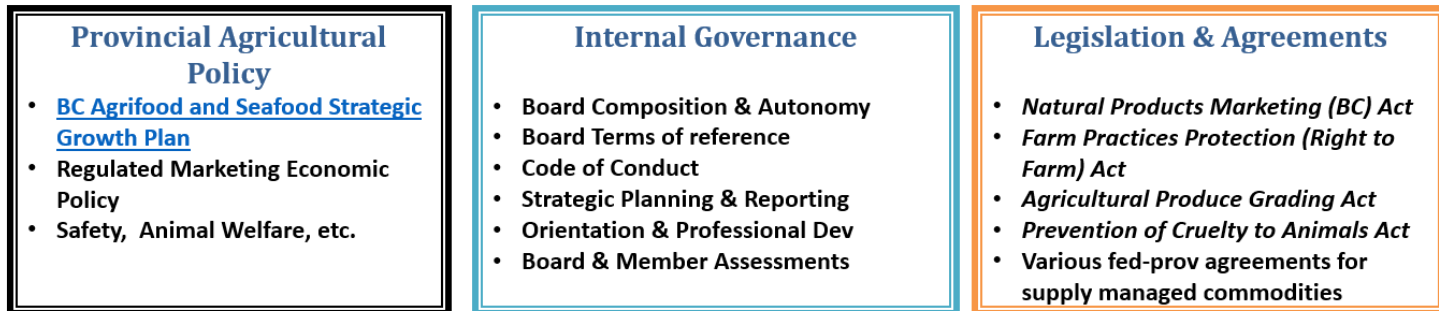 Provincial Agricultural
Policy
• BC Agrifood and Seafood Strategic
Growth Plan
• Regulated Marketing Economic
Policy
• Safety, Animal Welfare, etc.
Internal Governance
• Board Composition & Autonomy
• Board Terms of reference
• Code of Conduct
• Strategic Planning & Reporting
• Orientation & Professional Dev
• Board & Member Assessments
Legislation & Agreements
• Natural Products Marketing (BC) Act
• Farm Practices Protection (Right to
Farm) Act
• Agricultural Produce Grading Act
• Prevention of Cruelty to Animals Act
• Various fed-prov agreements for
supply managed commodities